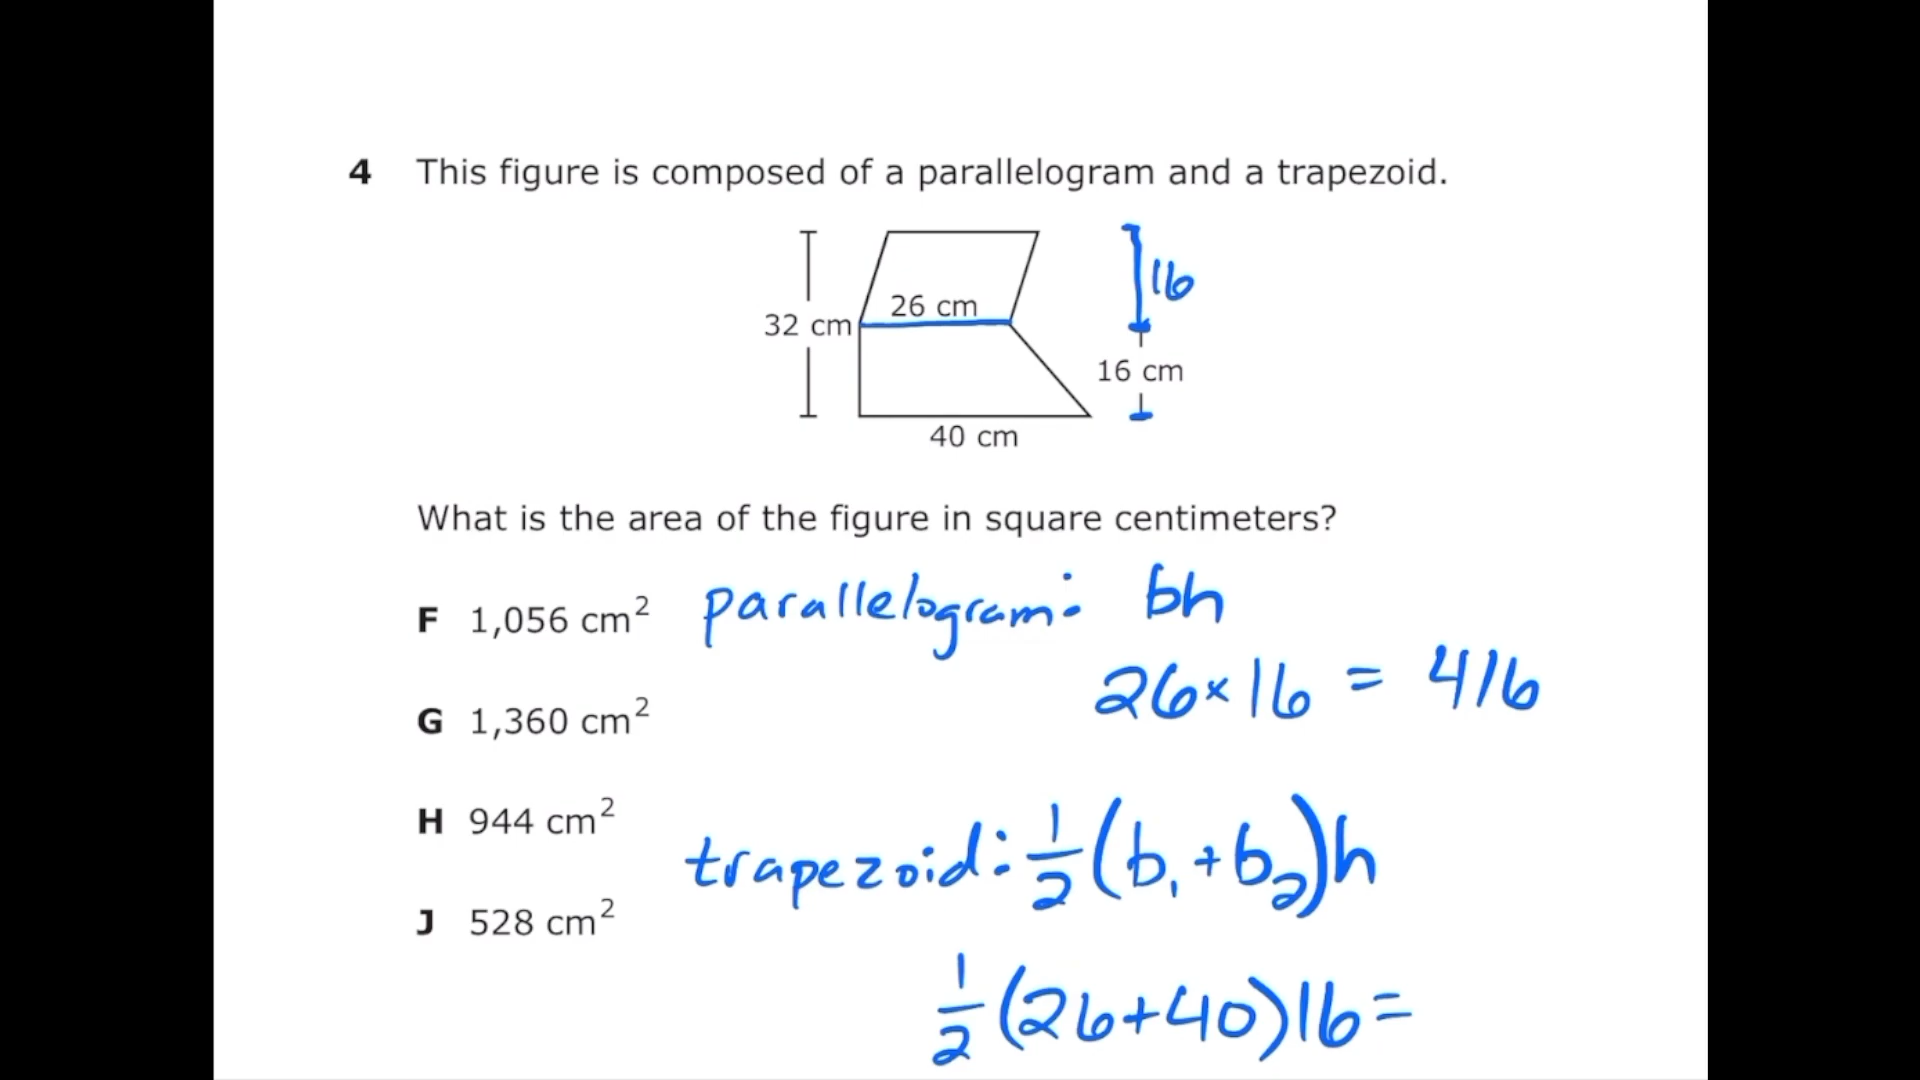 4 This figure is composed of a parallelogram and a trapezoid.
16
26 cm
32 cm
16 cm
40 cm
What is the area of the figure in square centimeters?
F 1,056 cm²
parallelogram: bh
26 × 16 = 416
G 1,360 cm²
H 944 cm²
trapezoid: ½(b₁+b₂)h
J 528 cm²
½(26+40)16=